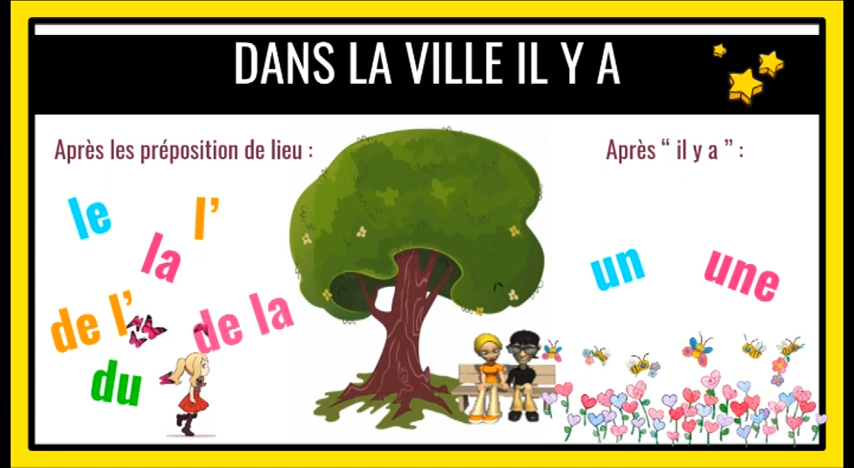 DANS LA VILLE IL Y A
Après les préposition de lieu :
le
l'
la
de l'
de la
du
Après “ il y a ” :
un
une